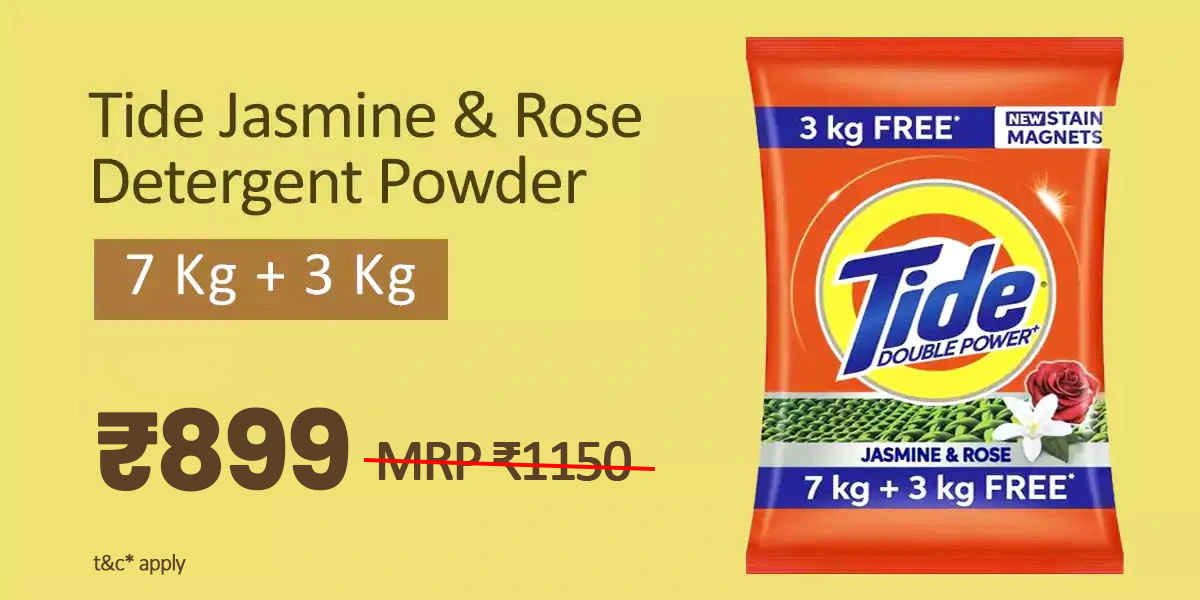 Tide Jasmine & Rose
Detergent Powder
7 Kg + 3 Kg
₹899 MRP ₹1150
t&c* apply
3 kg FREE*
NEW STAIN
MAGNETS
Tide®
DOUBLE POWER+
JASMINE & ROSE
7 kg + 3 kg FREE*